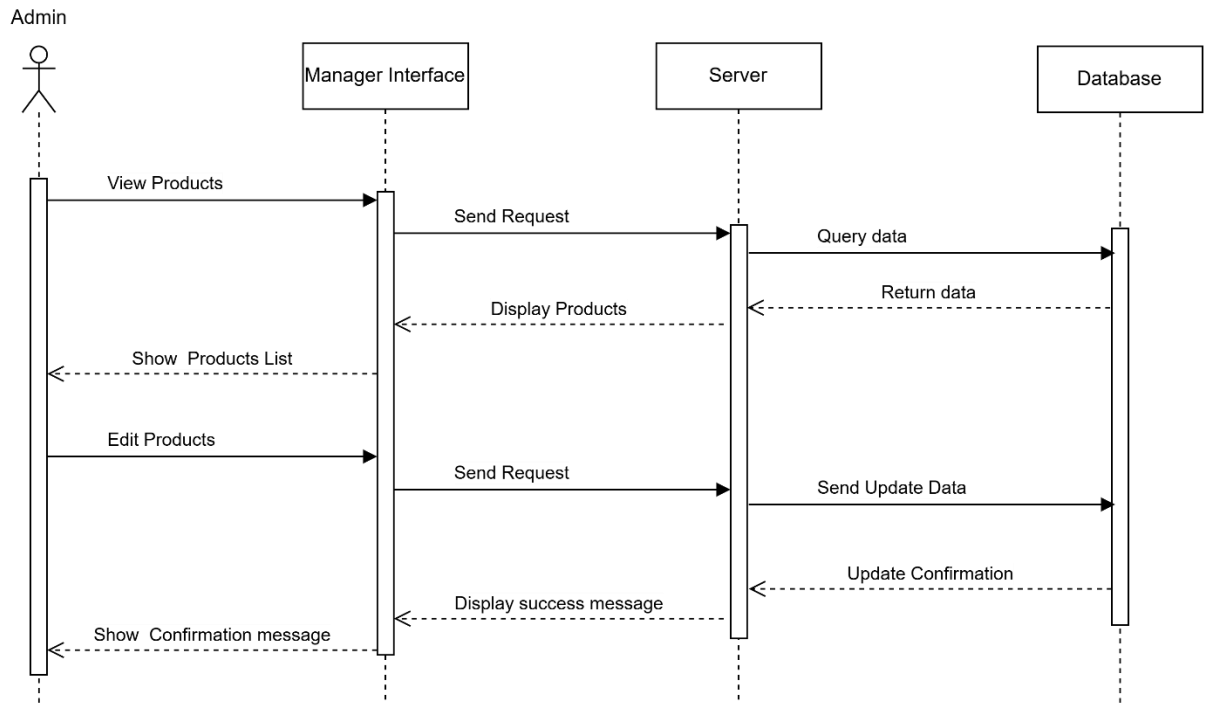 Admin
Manager Interface
Server
Database
View Products
Send Request
Query data
Return data
Display Products
Show Products List
Edit Products
Send Request
Send Update Data
Update Confirmation
Display success message
Show Confirmation message